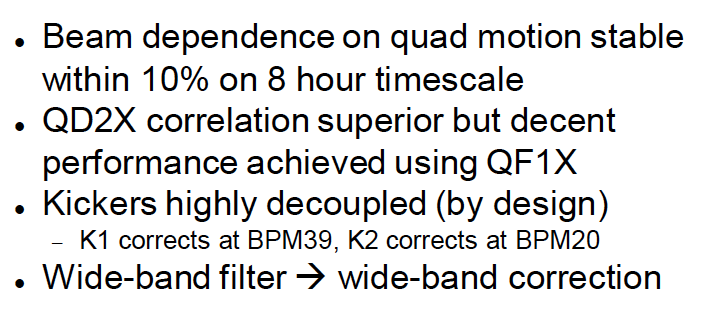 • Beam dependence on quad motion stable
within 10% on 8 hour timescale
• QD2X correlation superior but decent
performance achieved using QF1X
• Kickers highly decoupled (by design)
– K1 corrects at BPM39, K2 corrects at BPM20
• Wide-band filter → wide-band correction